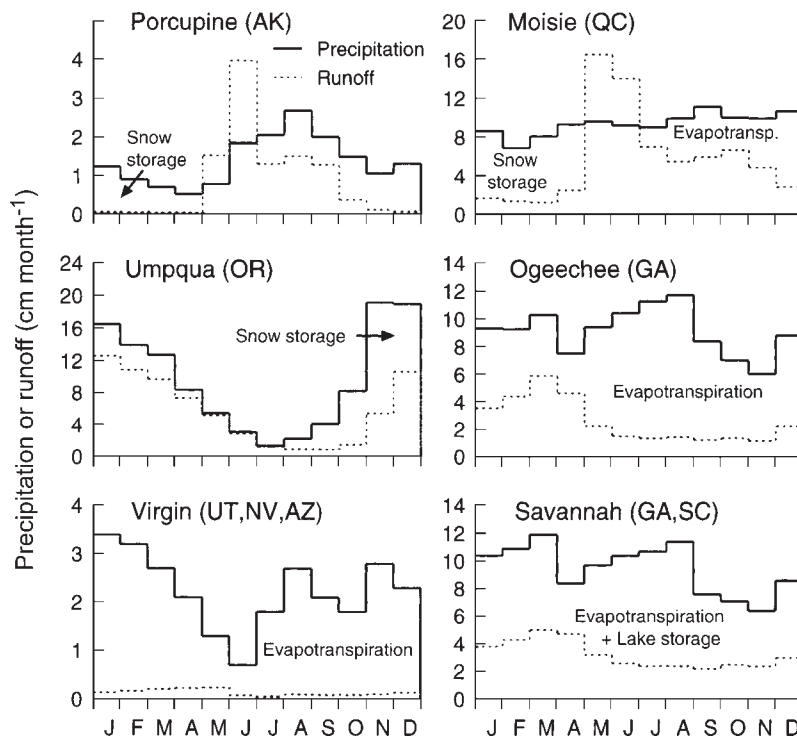 Precipitation or runoff (cm month⁻¹)
Porcupine (AK)
Precipitation
Runoff
Snow
storage
4
3
2
1
0
Moisie (QC)
Evapotransp.
Snow
storage
20
16
12
8
4
0
Umpqua (OR)
Snow storage
24
20
16
12
8
4
0
Ogeechee (GA)
Evapotranspiration
14
12
10
8
6
4
2
0
Virgin (UT,NV,AZ)
Evapotranspiration
4
3
2
1
0
J F M A M J J A S O N D
Savannah (GA,SC)
Evapotranspiration
+ Lake storage
14
12
10
8
6
4
2
0
J F M A M J J A S O N D